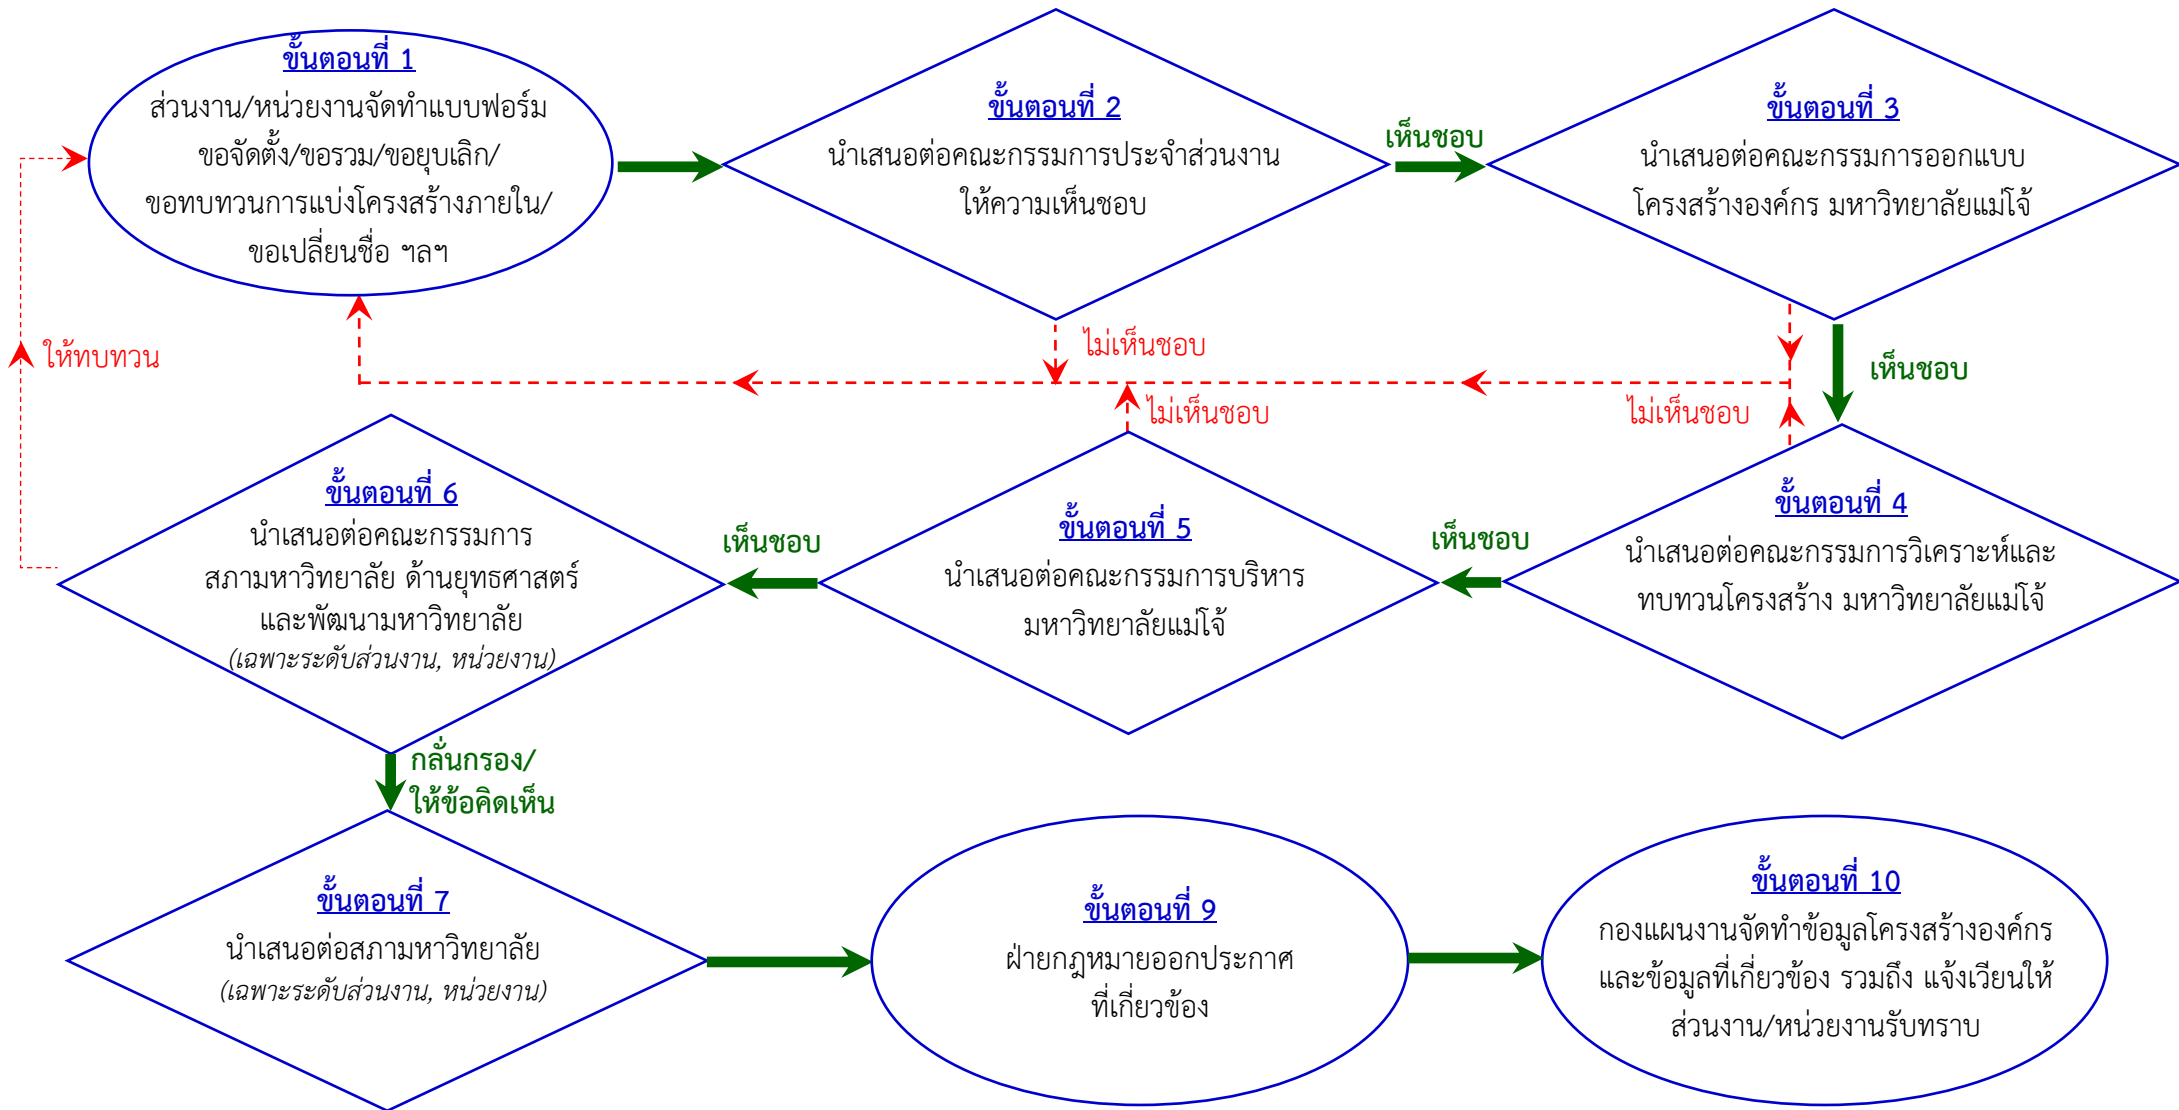 ขั้นตอนที่ 1
ส่วนงาน/หน่วยงานจัดทำแบบฟอร์ม
ขอจัดตั้ง/ขอรวม/ขอยุบเลิก/
ขอทบทวนการแบ่งโครงสร้างภายใน/
ขอเปลี่ยนชื่อ ฯลฯ
ขั้นตอนที่ 2
นำเสนอต่อคณะกรรมการประจำส่วนงาน
ให้ความเห็นชอบ
เห็นชอบ
ขั้นตอนที่ 3
นำเสนอต่อคณะกรรมการออกแบบ
โครงสร้างองค์กร มหาวิทยาลัยแม่โจ้
ให้ทบทวน
ไม่เห็นชอบ
เห็นชอบ
ไม่เห็นชอบ
ไม่เห็นชอบ
ขั้นตอนที่ 4
นำเสนอต่อคณะกรรมการวิเคราะห์และ
ทบทวนโครงสร้าง มหาวิทยาลัยแม่โจ้
เห็นชอบ
ขั้นตอนที่ 5
นำเสนอต่อคณะกรรมการบริหาร
มหาวิทยาลัยแม่โจ้
เห็นชอบ
ขั้นตอนที่ 6
นำเสนอต่อคณะกรรมการ
สภามหาวิทยาลัย ด้านยุทธศาสตร์
และพัฒนามหาวิทยาลัย
(เฉพาะระดับส่วนงาน, หน่วยงาน)
กลั่นกรอง/
ให้ข้อคิดเห็น
ขั้นตอนที่ 7
นำเสนอต่อสภามหาวิทยาลัย
(เฉพาะระดับส่วนงาน, หน่วยงาน)
ขั้นตอนที่ 9
ฝ่ายกฎหมายออกประกาศ
ที่เกี่ยวข้อง
ขั้นตอนที่ 10
กองแผนงานจัดทำข้อมูลโครงสร้างองค์กร
และข้อมูลที่เกี่ยวข้อง รวมถึง แจ้งเวียนให้
ส่วนงาน/หน่วยงานรับทราบ